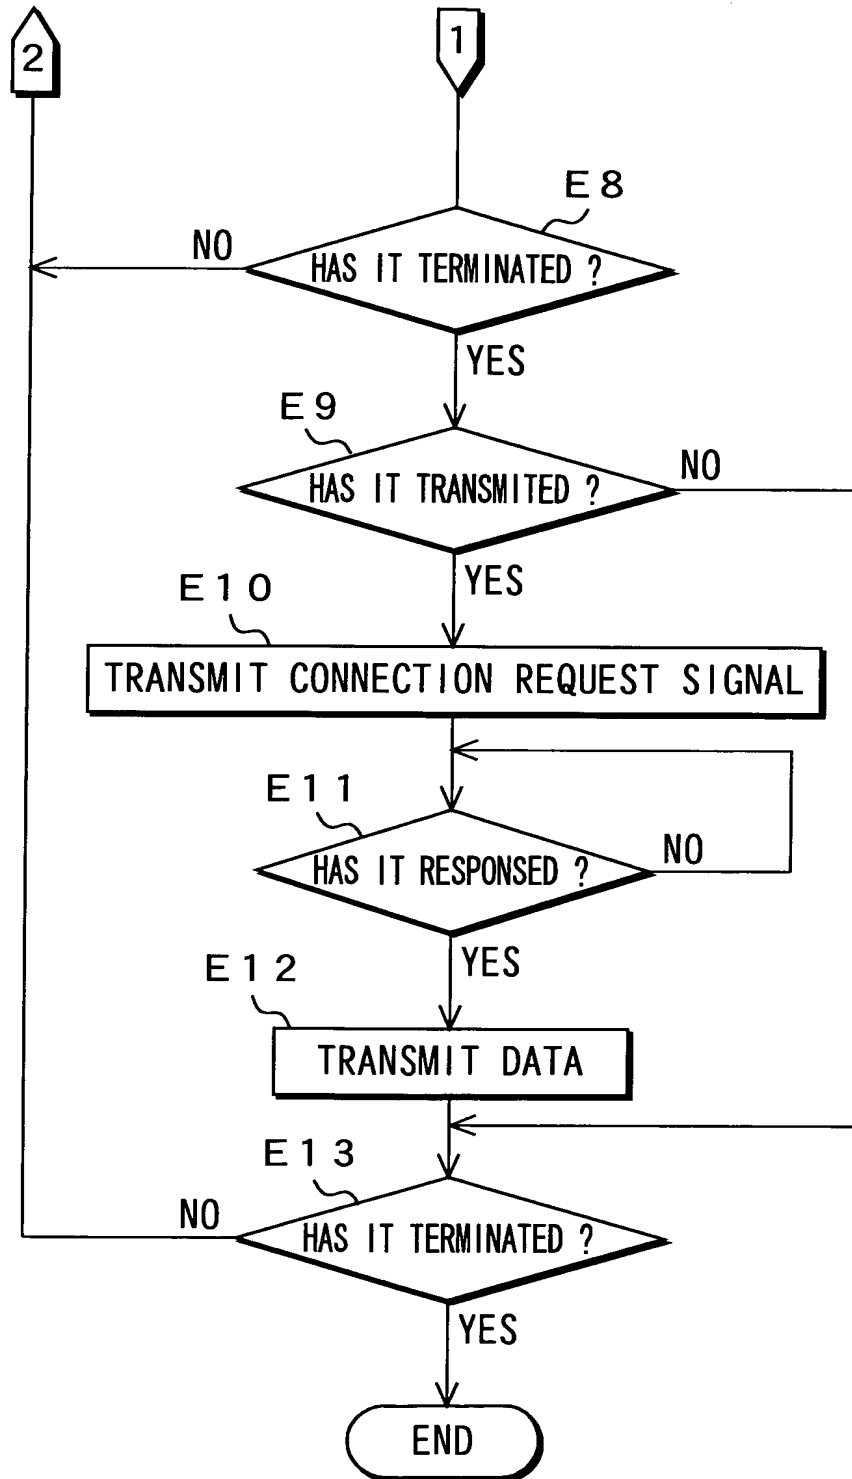 2
1
E8
NO
HAS IT TERMINATED ?
YES
E9
NO
HAS IT TRANSMITED ?
YES
E10
TRANSMIT CONNECTION REQUEST SIGNAL
E11
HAS IT RESPONSED ?
NO
YES
E12
TRANSMIT DATA
E13
NO
HAS IT TERMINATED ?
YES
END